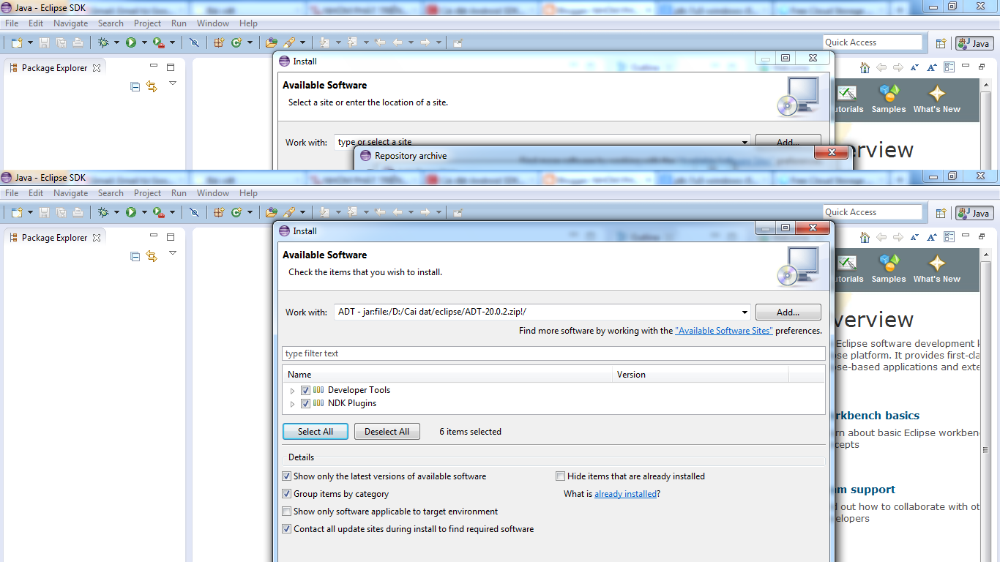 Java - Eclipse SDK
File Edit Navigate Search Project Run Window Help
Quick Access
Java
Package Explorer
Install
Available Software
Select a site or enter the location of a site.
utorials Samples What's New
Work with: type or select a site Add...
erview
Repository archive
Java - Eclipse SDK
File Edit Navigate Search Project Run Window Help
Quick Access
Java
Package Explorer
Install
Available Software
Check the items that you wish to install.
utorials Samples What's New
Work with: ADT - jar:file:/D:/Cai dat/eclipse/ADT-20.0.2.zip!/ Add...
verview
Find more software by working with the "Available Software Sites" preferences.
Eclipse software development k
se platform. It provides first-cla
ose-based applications and exte
type filter text
Name Version
Developer Tools
NDK Plugins
rkbench basics
Select All Deselect All 6 items selected
rn about basic Eclipse workben
cepts
Details
Show only the latest versions of available software
Hide items that are already installed
Group items by category
What is already installed?
am support
Show only software applicable to target environment
d out how to collaborate with ot
elopers
Contact all update sites during install to find required software